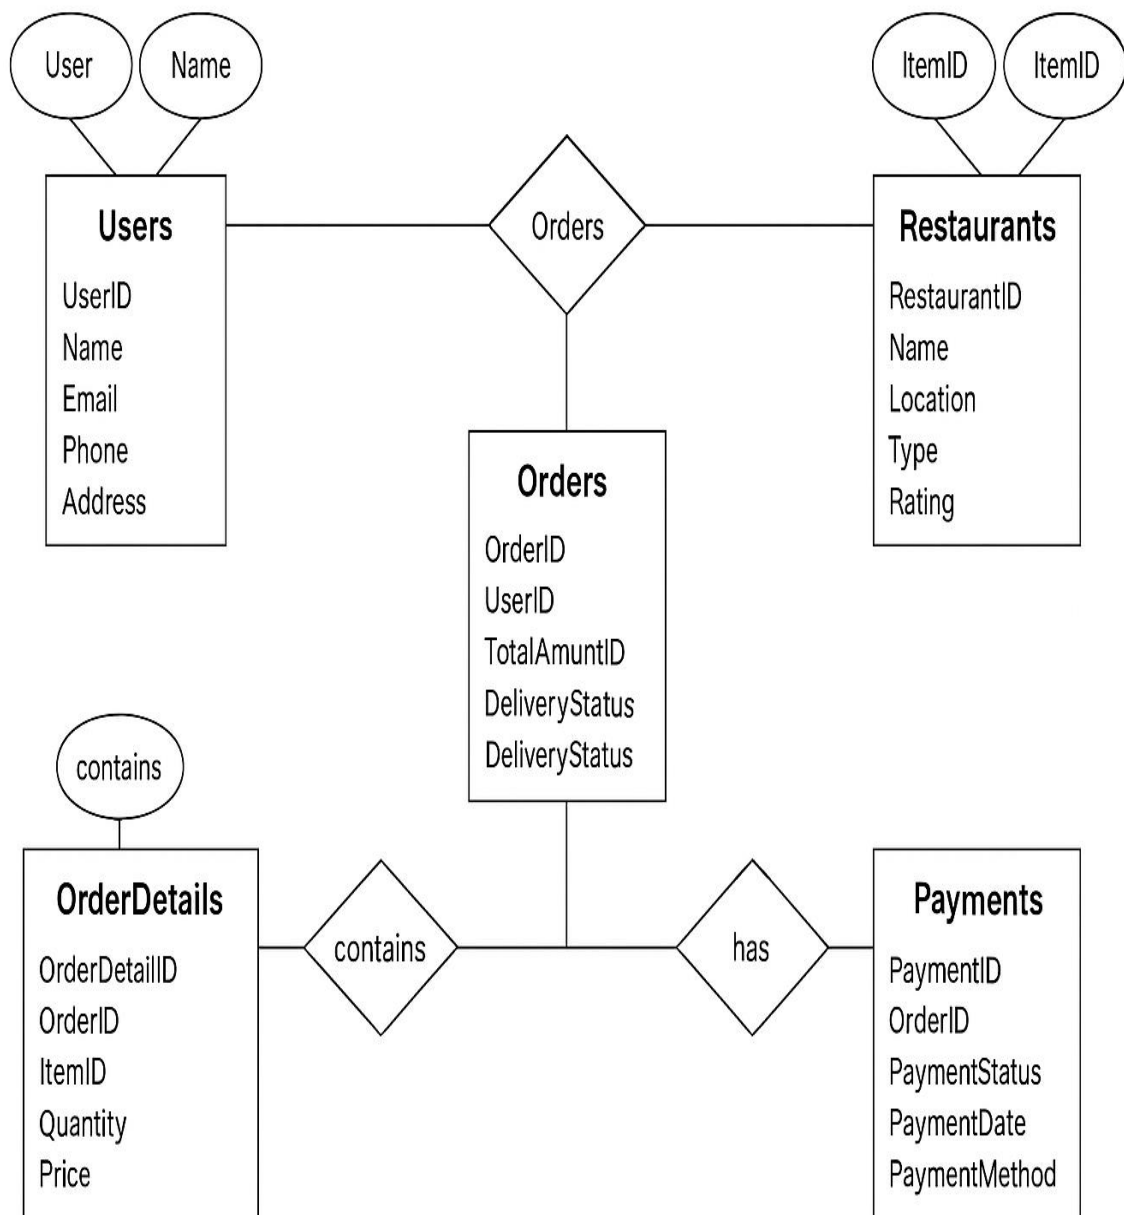 User
Name
ItemID
ItemID
Users
UserID
Name
Email
Phone
Address
Orders
Restaurants
RestaurantID
Name
Location
Type
Rating
Orders
OrderID
UserID
TotalAmuntID
DeliveryStatus
DeliveryStatus
contains
OrderDetails
OrderDetailID
OrderID
ItemID
Quantity
Price
contains
has
Payments
PaymentID
OrderID
PaymentStatus
PaymentDate
PaymentMethod